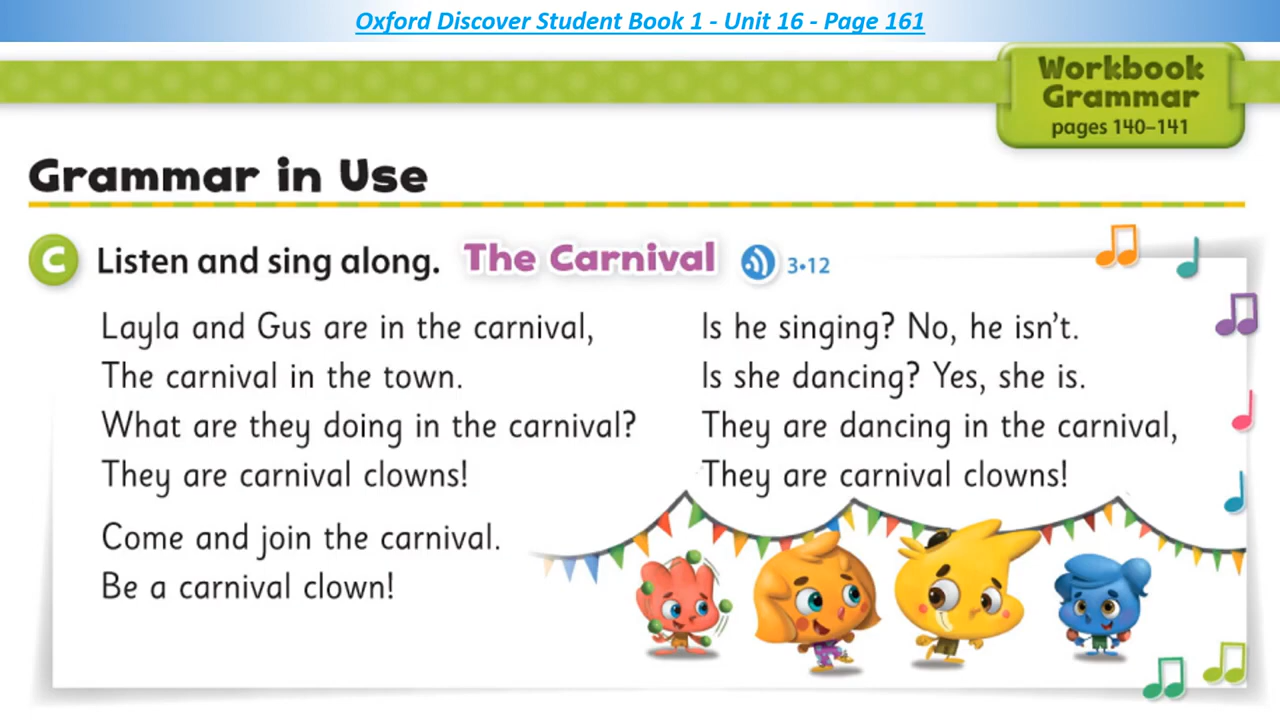 Oxford Discover Student Book 1 - Unit 16 - Page 161
Workbook
Grammar
pages 140–141
Grammar in Use
C Listen and sing along. The Carnival 3•12
Layla and Gus are in the carnival,
The carnival in the town.
What are they doing in the carnival?
They are carnival clowns!
Come and join the carnival.
Be a carnival clown!
Is he singing? No, he isn't.
Is she dancing? Yes, she is.
They are dancing in the carnival,
They are carnival clowns!